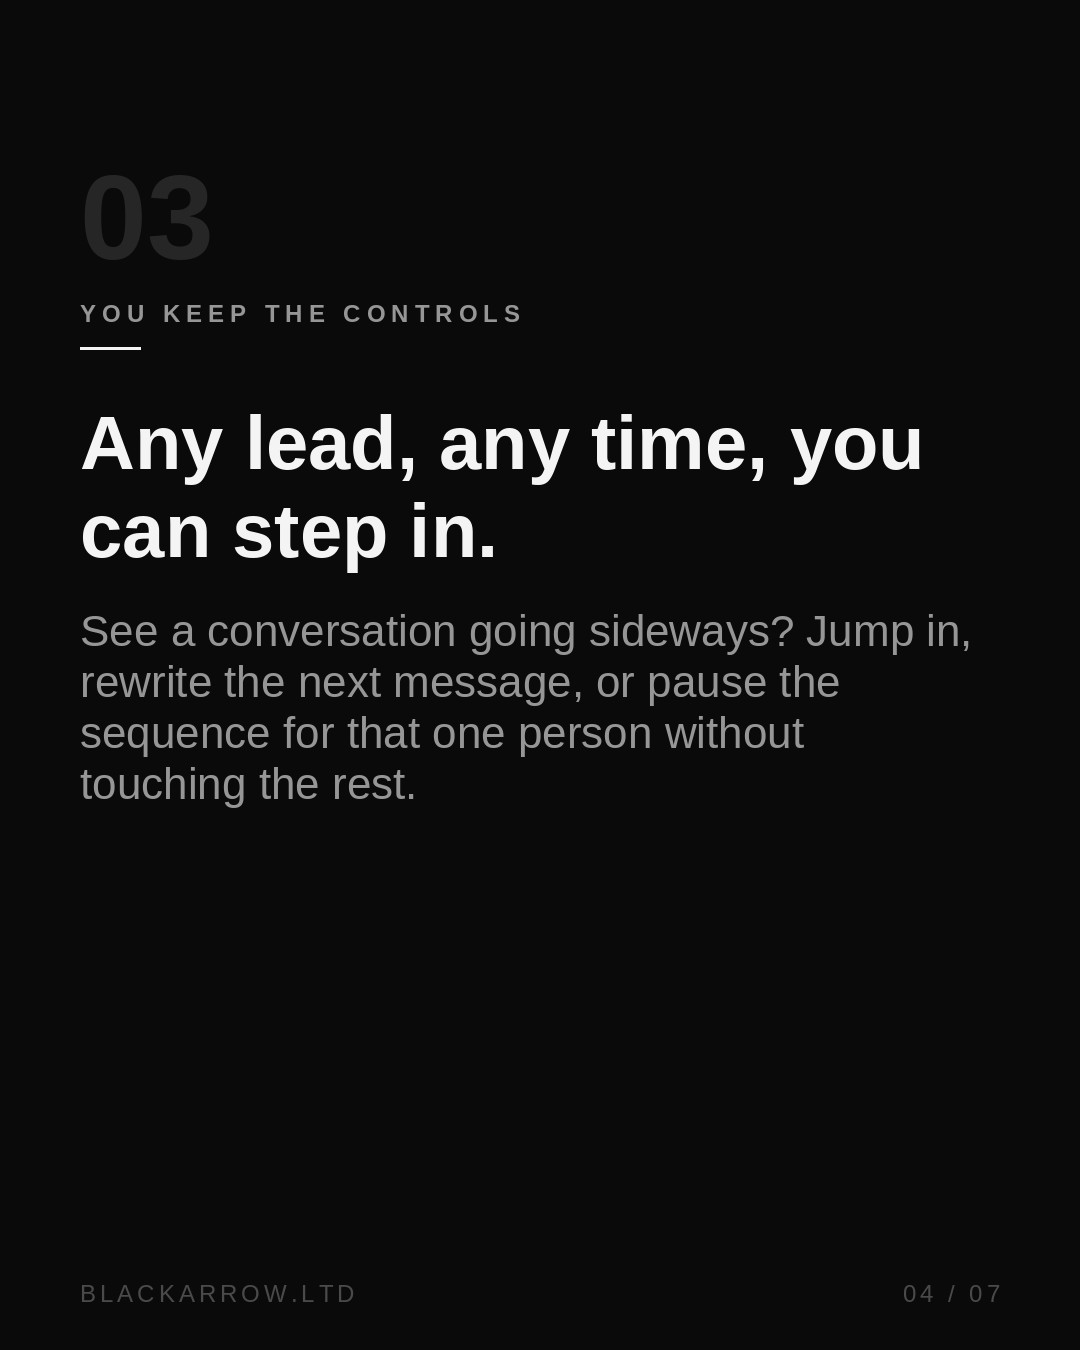 03
YOU KEEP THE CONTROLS
Any lead, any time, you
can step in.
See a conversation going sideways? Jump in,
rewrite the next message, or pause the
sequence for that one person without
touching the rest.
BLACKARROW.LTD
04 / 07